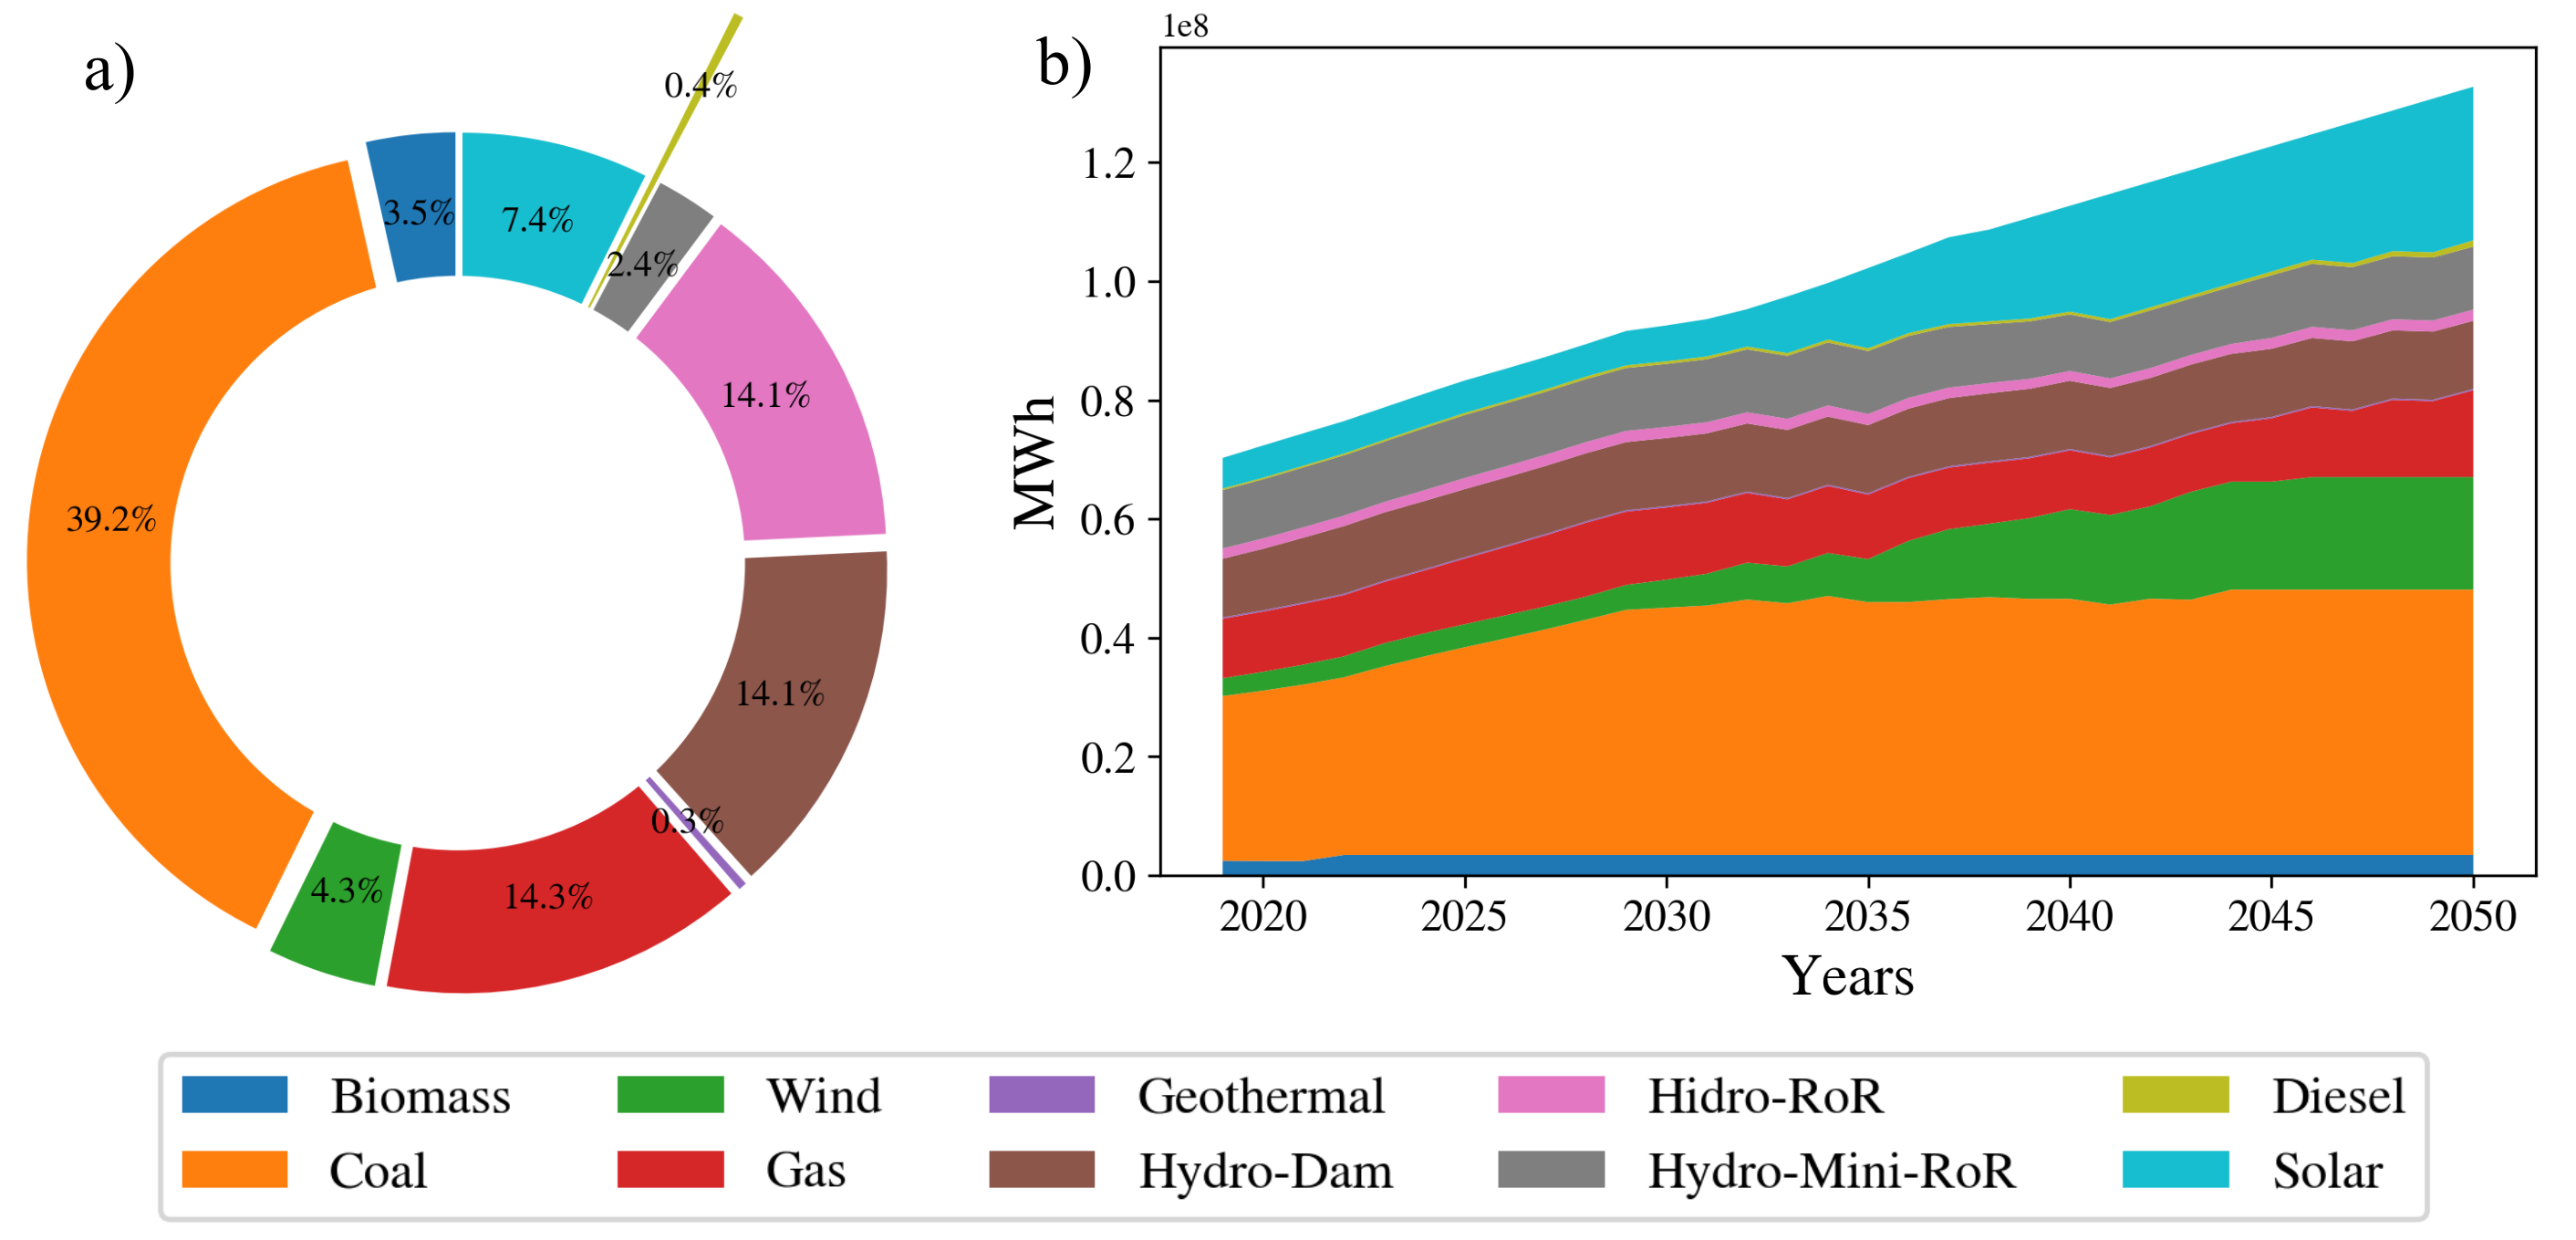 a)
0.4%
3.5%
7.4%
2.4%
14.1%
39.2%
14.1%
0.3%
4.3%
14.3%
b)
1e8
1.2
1.0
0.8
0.6
0.4
0.2
0.0
MWh
2020 2025 2030 2035 2040 2045 2050
Years
Biomass Wind Geothermal Hidro-RoR Diesel
Coal Gas Hydro-Dam Hydro-Mini-RoR Solar